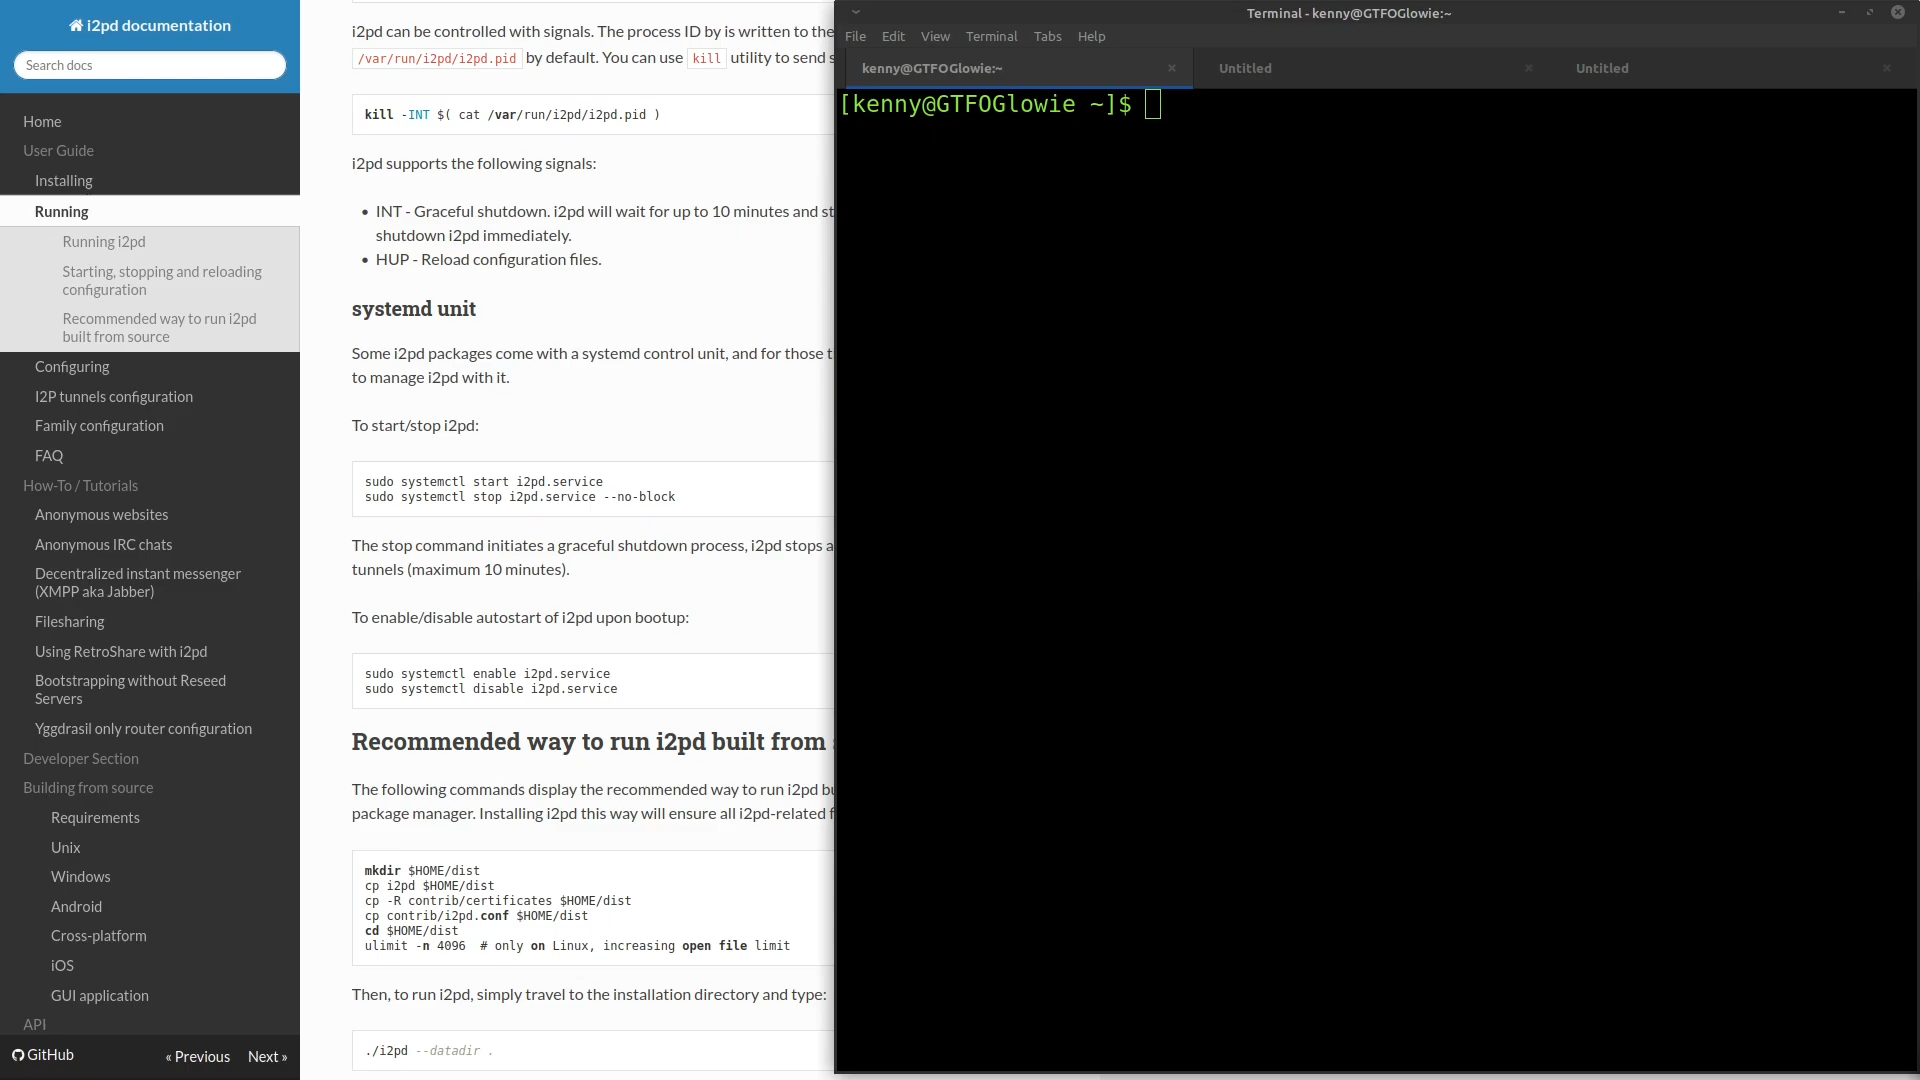 i2pd documentation
Search docs
Home
User Guide
Installing
Running
Running i2pd
Starting, stopping and reloading
configuration
Recommended way to run i2pd
built from source
Configuring
I2P tunnels configuration
Family configuration
FAQ
How-To / Tutorials
Anonymous websites
Anonymous IRC chats
Decentralized instant messenger
(XMPP aka Jabber)
Filesharing
Using RetroShare with i2pd
Bootstrapping without Reseed
Servers
Yggdrasil only router configuration
Developer Section
Building from source
Requirements
Unix
Windows
Android
Cross-platform
iOS
GUI application
API
GitHub
« Previous Next »
i2pd can be controlled with signals. The process ID by is written to the
/var/run/i2pd/i2pd.pid by default. You can use kill utility to send s
kill -INT $( cat /var/run/i2pd/i2pd.pid )
i2pd supports the following signals:
• INT - Graceful shutdown. i2pd will wait for up to 10 minutes and st
shutdown i2pd immediately.
• HUP - Reload configuration files.
systemd unit
Some i2pd packages come with a systemd control unit, and for those t
to manage i2pd with it.
To start/stop i2pd:
sudo systemctl start i2pd.service
sudo systemctl stop i2pd.service --no-block
The stop command initiates a graceful shutdown process, i2pd stops a
tunnels (maximum 10 minutes).
To enable/disable autostart of i2pd upon bootup:
sudo systemctl enable i2pd.service
sudo systemctl disable i2pd.service
Recommended way to run i2pd built from
The following commands display the recommended way to run i2pd bu
package manager. Installing i2pd this way will ensure all i2pd-related f
mkdir $HOME/dist
cp i2pd $HOME/dist
cp -R contrib/certificates $HOME/dist
cp contrib/i2pd.conf $HOME/dist
cd $HOME/dist
ulimit -n 4096  # only on Linux, increasing open file limit
Then, to run i2pd, simply travel to the installation directory and type:
./i2pd --datadir .
Terminal - kenny@GTFOGlowie:~
File Edit View Terminal Tabs Help
kenny@GTFOGlowie:~ Untitled Untitled
[kenny@GTFOGlowie ~]$